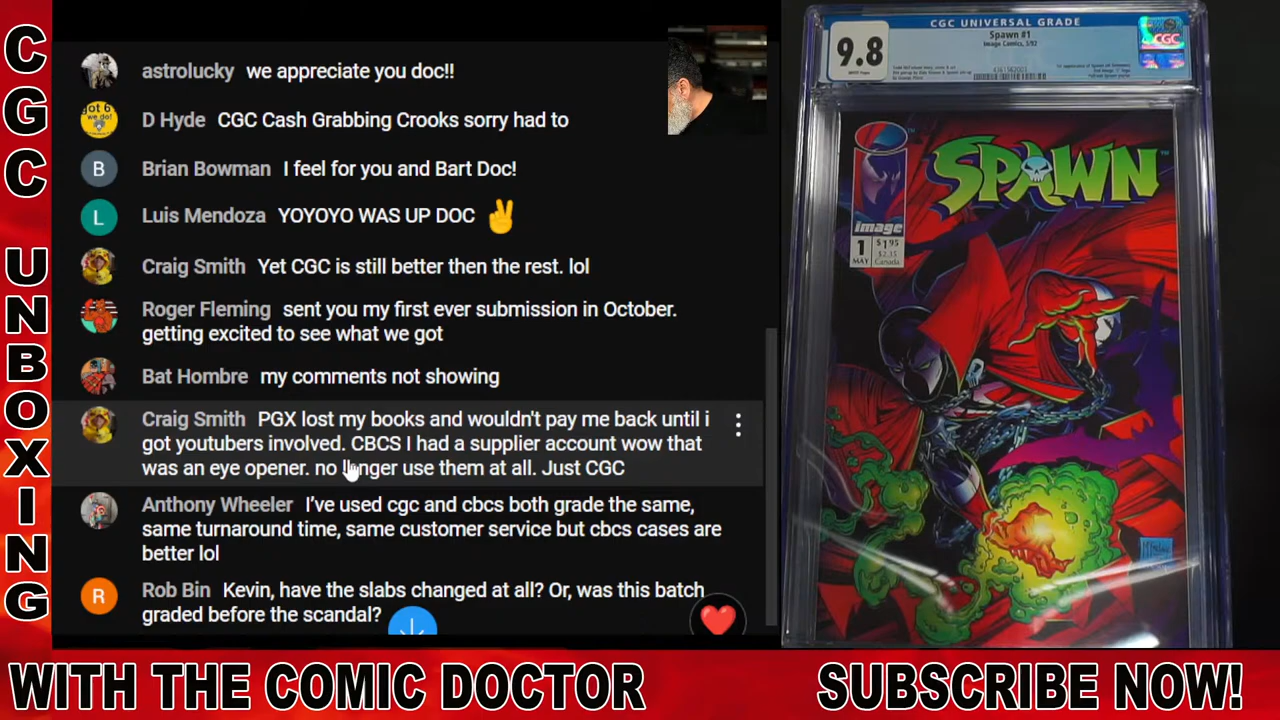 CGC UNBOXING
astrolucky we appreciate you doc!!
D Hyde CGC Cash Grabbing Crooks sorry had to
B Brian Bowman I feel for you and Bart Doc!
L Luis Mendoza YOYOYO WAS UP DOC ✌️
Craig Smith Yet CGC is still better then the rest. lol
Roger Fleming sent you my first ever submission in October.
getting excited to see what we got
Bat Hombre my comments not showing
Craig Smith PGX lost my books and wouldn't pay me back until i
got youtubers involved. CBCS I had a supplier account wow that
was an eye opener. no longer use them at all. Just CGC
Anthony Wheeler I've used cgc and cbcs both grade the same,
same turnaround time, same customer service but cbcs cases are
better lol
R Rob Bin Kevin, have the slabs changed at all? Or, was this batch
graded before the scandal?
CGC UNIVERSAL GRADE
9.8
WHITE Pages
Spawn #1
Image Comics, 5/92
CGC
SPAWN
image
1
MAY
$1.95
$2.35
Canada
WITH THE COMIC DOCTOR
SUBSCRIBE NOW!